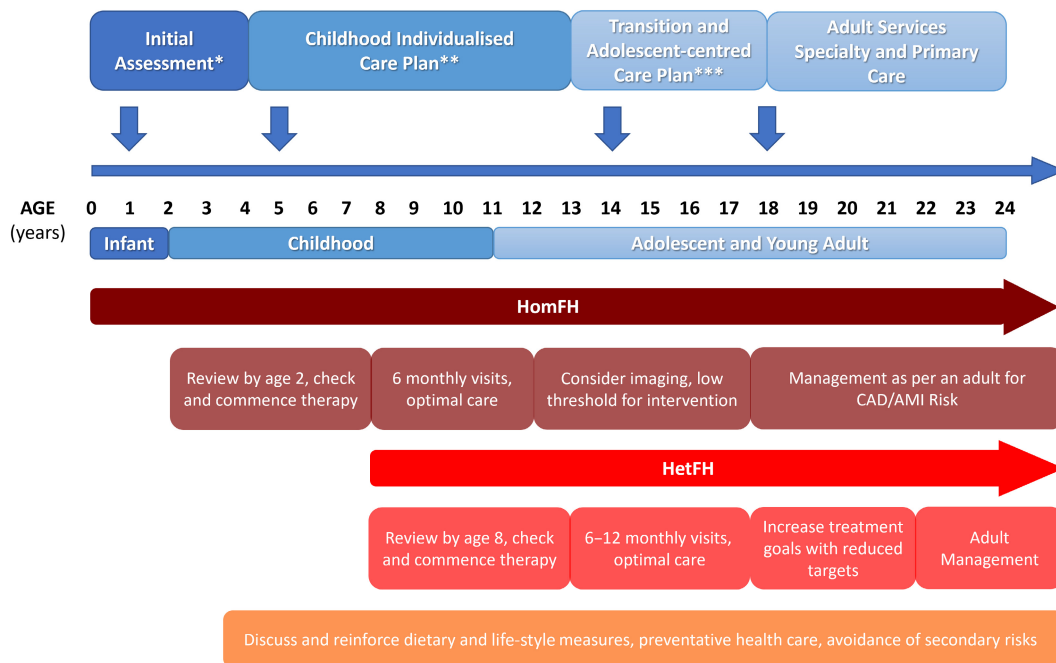 Initial
Assessment*
Childhood Individualised
Care Plan**
Transition and
Adolescent-centred
Care Plan***
Adult Services
Specialty and Primary
Care
AGE
(years)
0 1 2 3 4 5 6 7 8 9 10 11 12 13 14 15 16 17 18 19 20 21 22 23 24
Infant
Childhood
Adolescent and Young Adult
HomFH
Review by age 2, check
and commence therapy
6 monthly visits,
optimal care
Consider imaging, low
threshold for intervention
Management as per an adult for
CAD/AMI Risk
HetFH
Review by age 8, check
and commence therapy
6–12 monthly visits,
optimal care
Increase treatment
goals with reduced
targets
Adult
Management
Discuss and reinforce dietary and life-style measures, preventative health care, avoidance of secondary risks